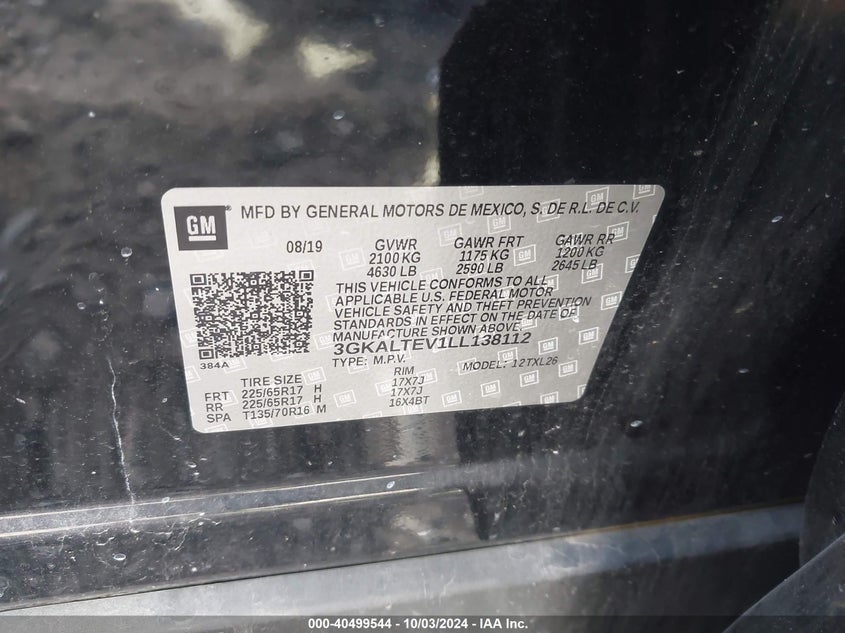 GM® MFD BY GENERAL MOTORS DE MEXICO, S. DE R.L. DE C.V.
08/19 GVWR GAWR FRT GAWR RR
2100 KG 1175 KG 1200 KG
4630 LB 2590 LB 2645 LB
THIS VEHICLE CONFORMS TO ALL
APPLICABLE U.S. FEDERAL MOTOR
VEHICLE SAFETY AND THEFT PREVENTION
STANDARDS IN EFFECT ON THE DATE OF
MANUFACTURE SHOWN ABOVE.
384A 3GKALTEV1LL138112
TYPE: M.P.V. MODEL: 12TXL26
TIRE SIZE RIM
FRT 225/65R17 H 17X7J
RR 225/65R17 H 17X7J
SPA T135/70R16 M 16X4BT
000-40499544 - 10/03/2024 - IAA Inc.